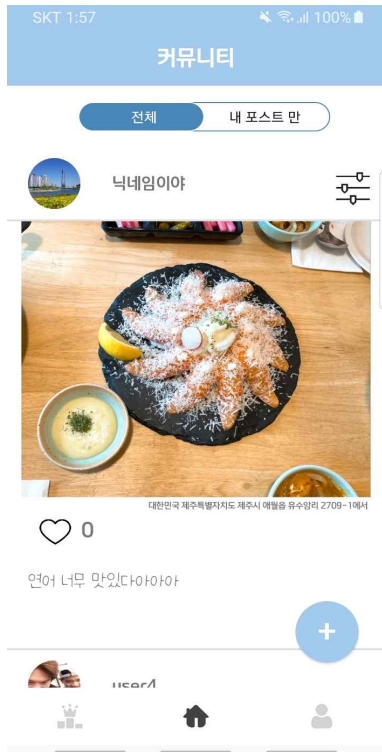 SKT 1:57 100%
커뮤니티
전체 내 포스트 만
닉네임이야
대한민국 제주특별자치도 제주시 애월읍 유수암리 2709-1에서
0
연어 너무 맛있다아아아아
+
user4